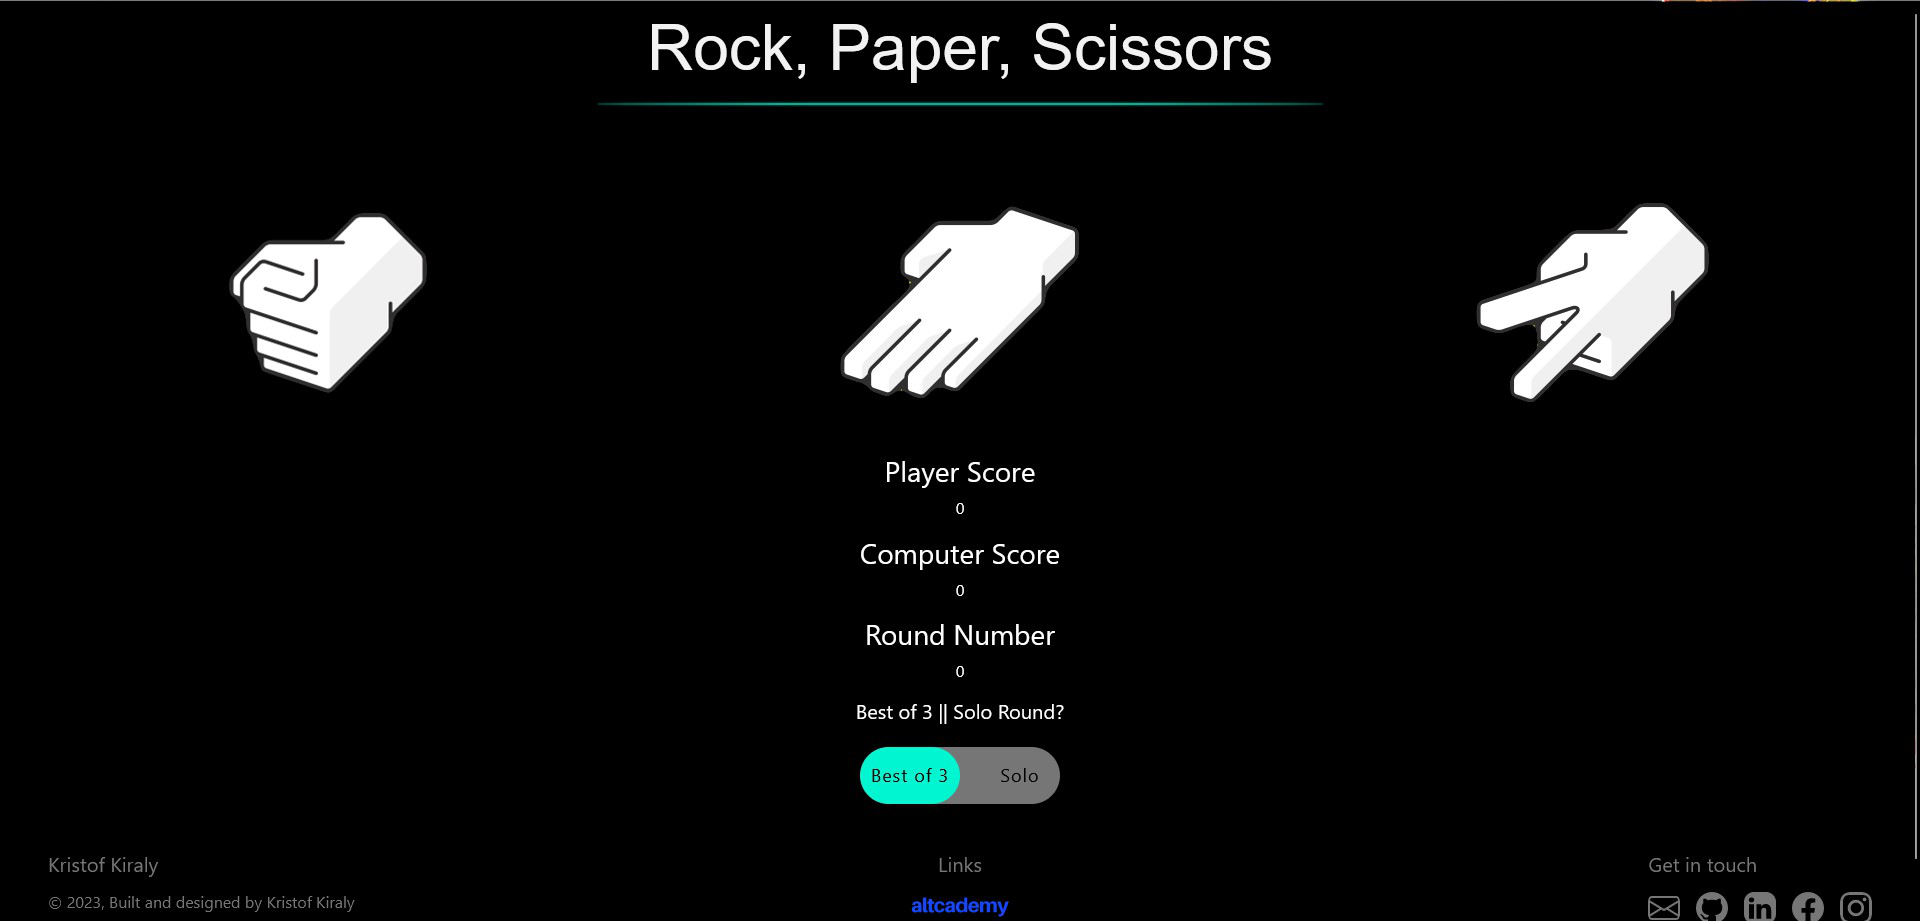 Rock, Paper, Scissors
Player Score
0
Computer Score
0
Round Number
0
Best of 3 || Solo Round?
Best of 3 Solo
Kristof Kiraly
© 2023, Built and designed by Kristof Kiraly
Links
altcademy
Get in touch